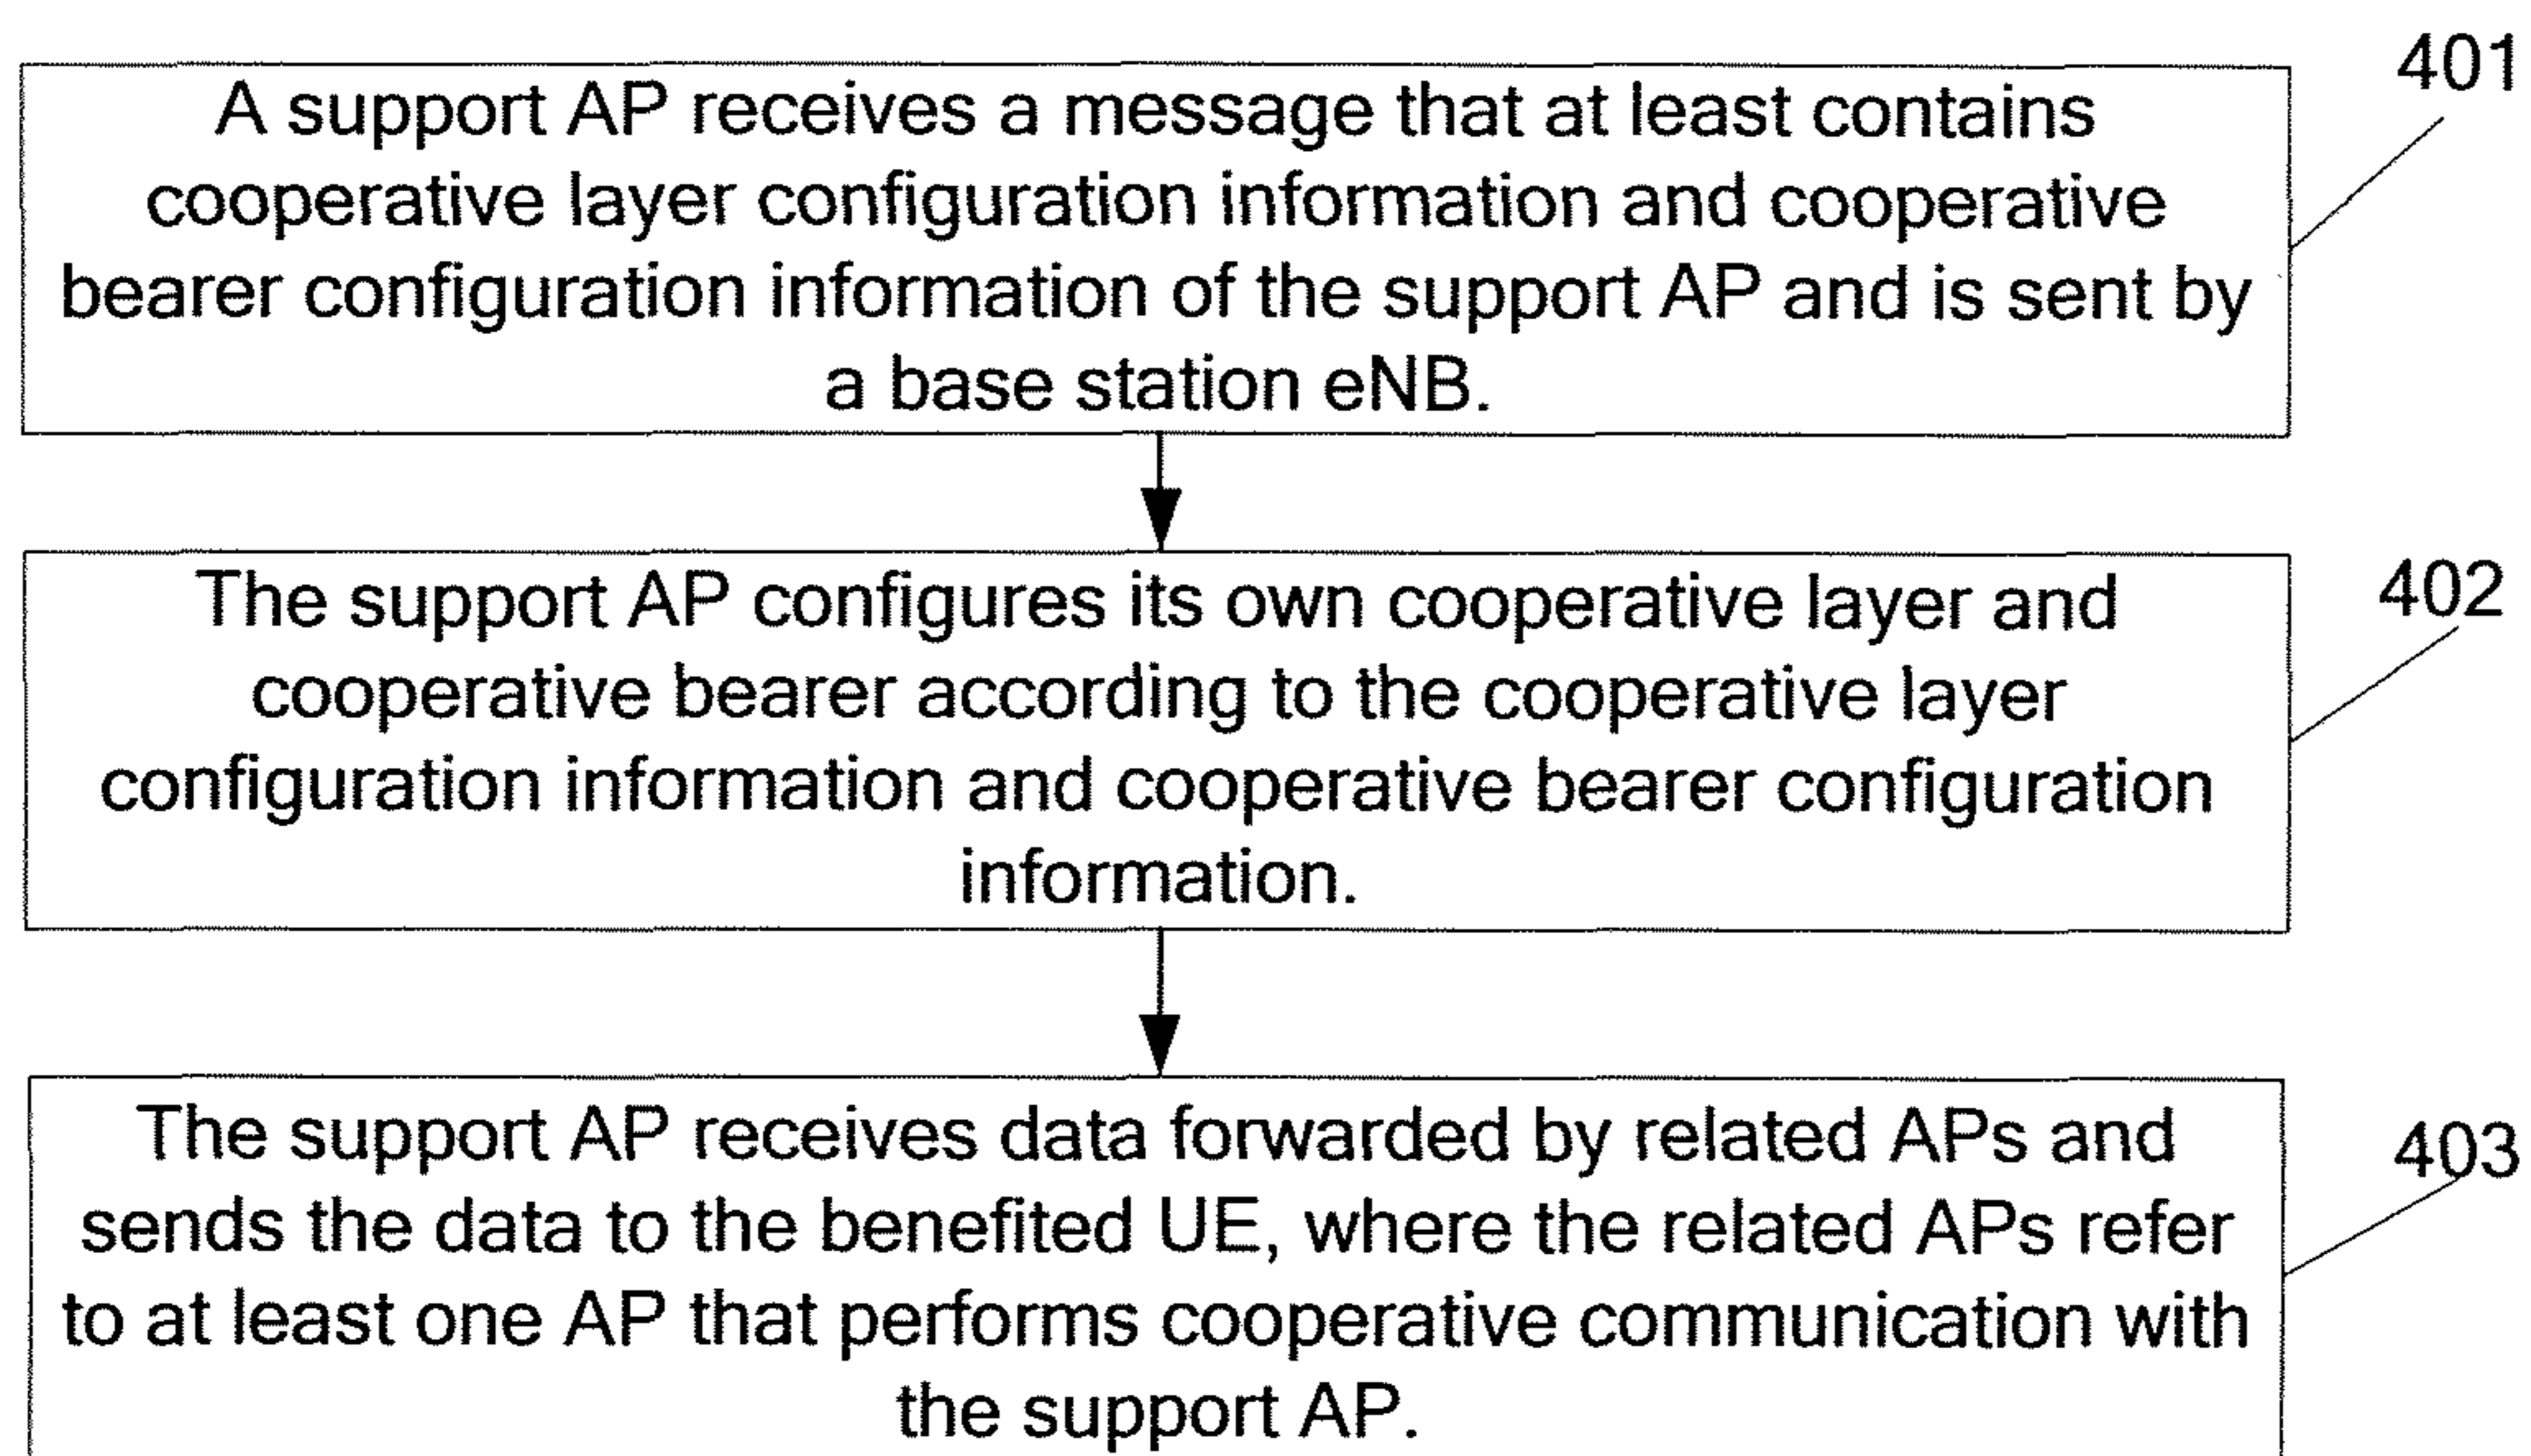 401
A support AP receives a message that at least contains
cooperative layer configuration information and cooperative
bearer configuration information of the support AP and is sent by
a base station eNB.
402
The support AP configures its own cooperative layer and
cooperative bearer according to the cooperative layer
configuration information and cooperative bearer configuration
information.
403
The support AP receives data forwarded by related APs and
sends the data to the benefited UE, where the related APs refer
to at least one AP that performs cooperative communication with
the support AP.